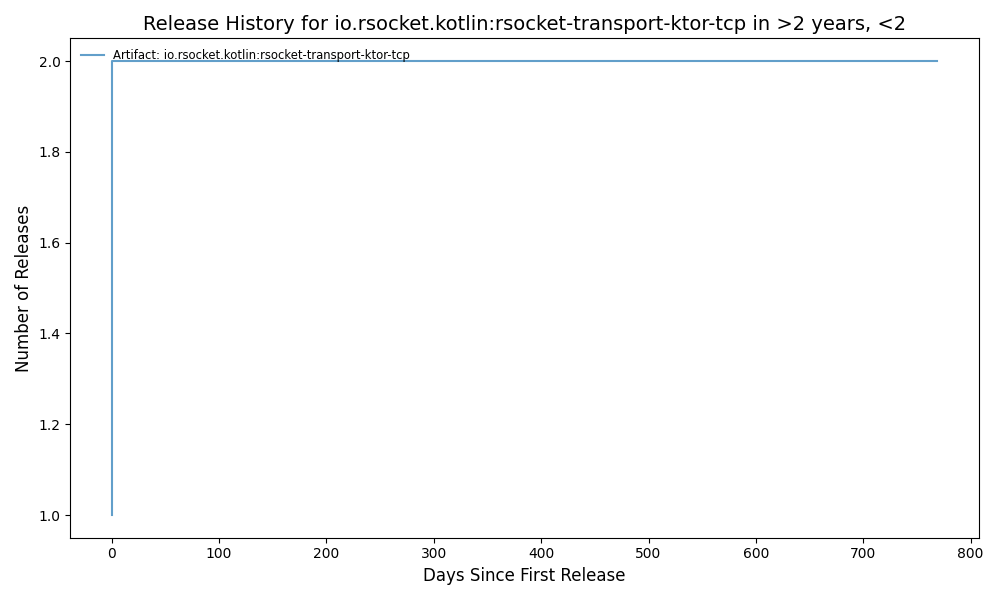 Release History for io.rsocket.kotlin:rsocket-transport-ktor-tcp in >2 years, <2
Artifact: io.rsocket.kotlin:rsocket-transport-ktor-tcp
Number of Releases
2.0
1.8
1.6
1.4
1.2
1.0
0 100 200 300 400 500 600 700 800
Days Since First Release